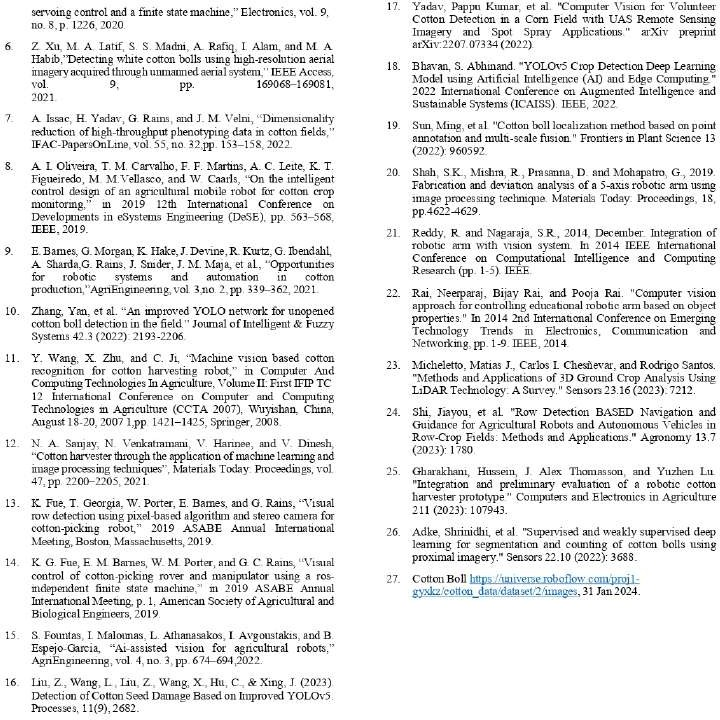 servoing control and a finite state machine,” Electronics, vol. 9,
no. 8, p. 1226, 2020.
6. Z. Xu, M. A. Latif, S. S. Madni, A. Rafiq, I. Alam, and M. A.
Habib,”Detecting white cotton bolls using high-resolution aerial
imagery acquired through unmanned aerial system,” IEEE Access,
vol. 9, pp. 169068–169081,
2021.
7. A. Issac, H. Yadav, G. Rains, and J. M. Velni, “Dimensionality
reduction of high-throughput phenotyping data in cotton fields,”
IFAC-PapersOnLine, vol. 55, no. 32,pp. 153–158, 2022.
8. A. I. Oliveira, T. M. Carvalho, F. F. Martins, A. C. Leite, K. T.
Figueiredo, M. M.Vellasco, and W. Caarls, “On the intelligent
control design of an agricultural mobile robot for cotton crop
monitoring,” in 2019 12th International Conference on
Developments in eSystems Engineering (DeSE), pp. 563–568,
IEEE, 2019.
9. E. Barnes, G. Morgan, K. Hake, J. Devine, R. Kurtz, G. Ibendahl,
A. Sharda,G. Rains, J. Snider, J. M. Maja, et al., “Opportunities
for robotic systems and automation in cotton
production,”AgriEngineering, vol. 3,no. 2, pp. 339–362, 2021.
10. Zhang, Yan, et al. “An improved YOLO network for unopened
cotton boll detection in the field.” Journal of Intelligent & Fuzzy
Systems 42.3 (2022): 2193-2206.
11. Y. Wang, X. Zhu, and C. Ji, “Machine vision based cotton
recognition for cotton harvesting robot,” in Computer And
Computing Technologies In Agriculture, Volume II: First IFIP TC
12 International Conference on Computer and Computing
Technologies in Agriculture (CCTA 2007), Wuyishan, China,
August 18-20, 2007 1,pp. 1421–1425, Springer, 2008.
12. N. A. Sanjay, N. Venkatramani, V. Harinee, and V. Dinesh,
“Cotton harvester through the application of machine learning and
image processing techniques”, Materials Today: Proceedings, vol.
47, pp. 2200–2205, 2021.
13. K. Fue, T. Georgia, W. Porter, E. Barnes, and G. Rains, “Visual
row detection using pixel-based algorithm and stereo camera for
cotton-picking robot,” 2019 ASABE Annual International
Meeting, Boston, Massachusetts, 2019.
14. K. G. Fue, E. M. Barnes, W. M. Porter, and G. C. Rains, “Visual
control of cotton-picking rover and manipulator using a ros-
independent finite state machine,” in 2019 ASABE Annual
International Meeting, p. 1, American Society of Agricultural and
Biological Engineers, 2019.
15. S. Fountas, I. Malounas, L. Athanasakos, I. Avgoustakis, and B.
Espejo-Garcia, “Ai-assisted vision for agricultural robots,”
AgriEngineering, vol. 4, no. 3, pp. 674–694,2022.
16. Liu, Z., Wang, L., Liu, Z., Wang, X., Hu, C., & Xing, J. (2023).
Detection of Cotton Seed Damage Based on Improved YOLOv5.
Processes, 11(9), 2682.
17. Yadav, Pappu Kumar, et al. "Computer Vision for Volunteer
Cotton Detection in a Corn Field with UAS Remote Sensing
Imagery and Spot Spray Applications." arXiv preprint
arXiv:2207.07334 (2022).
18. Bhavan, S. Abhinand. "YOLOv5 Crop Detection Deep Learning
Model using Artificial Intelligence (AI) and Edge Computing."
2022 International Conference on Augmented Intelligence and
Sustainable Systems (ICAISS). IEEE, 2022.
19. Sun, Ming, et al. "Cotton boll localization method based on point
annotation and multi-scale fusion." Frontiers in Plant Science 13
(2022): 960592.
20. Shah, S.K., Mishra, R., Prasanna, D. and Mohapatro, G., 2019.
Fabrication and deviation analysis of a 5-axis robotic arm using
image processing technique. Materials Today: Proceedings, 18,
pp.4622-4629.
21. Reddy, R. and Nagaraja, S.R., 2014, December. Integration of
robotic arm with vision system. In 2014 IEEE International
Conference on Computational Intelligence and Computing
Research (pp. 1-5). IEEE.
22. Rai, Neerparaj, Bijay Rai, and Pooja Rai. "Computer vision
approach for controlling educational robotic arm based on object
properties." In 2014 2nd International Conference on Emerging
Technology Trends in Electronics, Communication and
Networking, pp. 1-9. IEEE, 2014.
23. Micheletto, Matias J., Carlos I. Chesñevar, and Rodrigo Santos.
"Methods and Applications of 3D Ground Crop Analysis Using
LiDAR Technology: A Survey." Sensors 23.16 (2023): 7212.
24. Shi, Jiayou, et al. "Row Detection BASED Navigation and
Guidance for Agricultural Robots and Autonomous Vehicles in
Row-Crop Fields: Methods and Applications." Agronomy 13.7
(2023): 1780.
25. Gharakhani, Hussein, J. Alex Thomasson, and Yuzhen Lu.
"Integration and preliminary evaluation of a robotic cotton
harvester prototype." Computers and Electronics in Agriculture
211 (2023): 107943.
26. Adke, Shrinidhi, et al. "Supervised and weakly supervised deep
learning for segmentation and counting of cotton bolls using
proximal imagery." Sensors 22.10 (2022): 3688.
27. Cotton Boll https://universe.roboflow.com/proj1-
gyxkz/cotton_data/dataset/2/images, 31 Jan 2024.